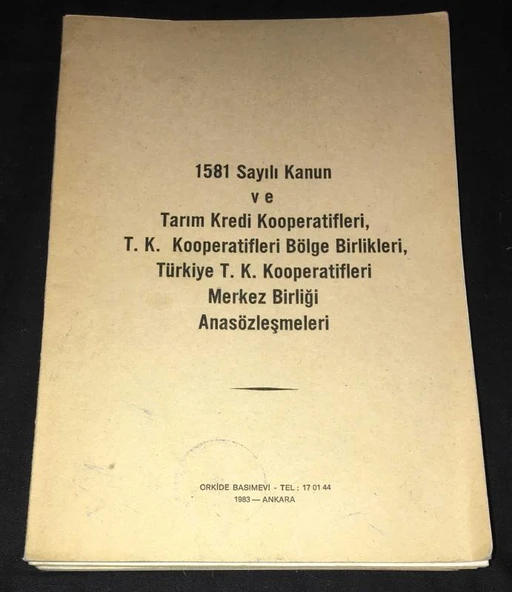 1581 Sayılı Kanun
ve
Tarım Kredi Kooperatifleri,
T. K. Kooperatifleri Bölge Birlikleri,
Türkiye T. K. Kooperatifleri
Merkez Birliği
Anasözleşmeleri
ORKİDE BASIMEVİ - TEL : 17 01 44
1983 — ANKARA